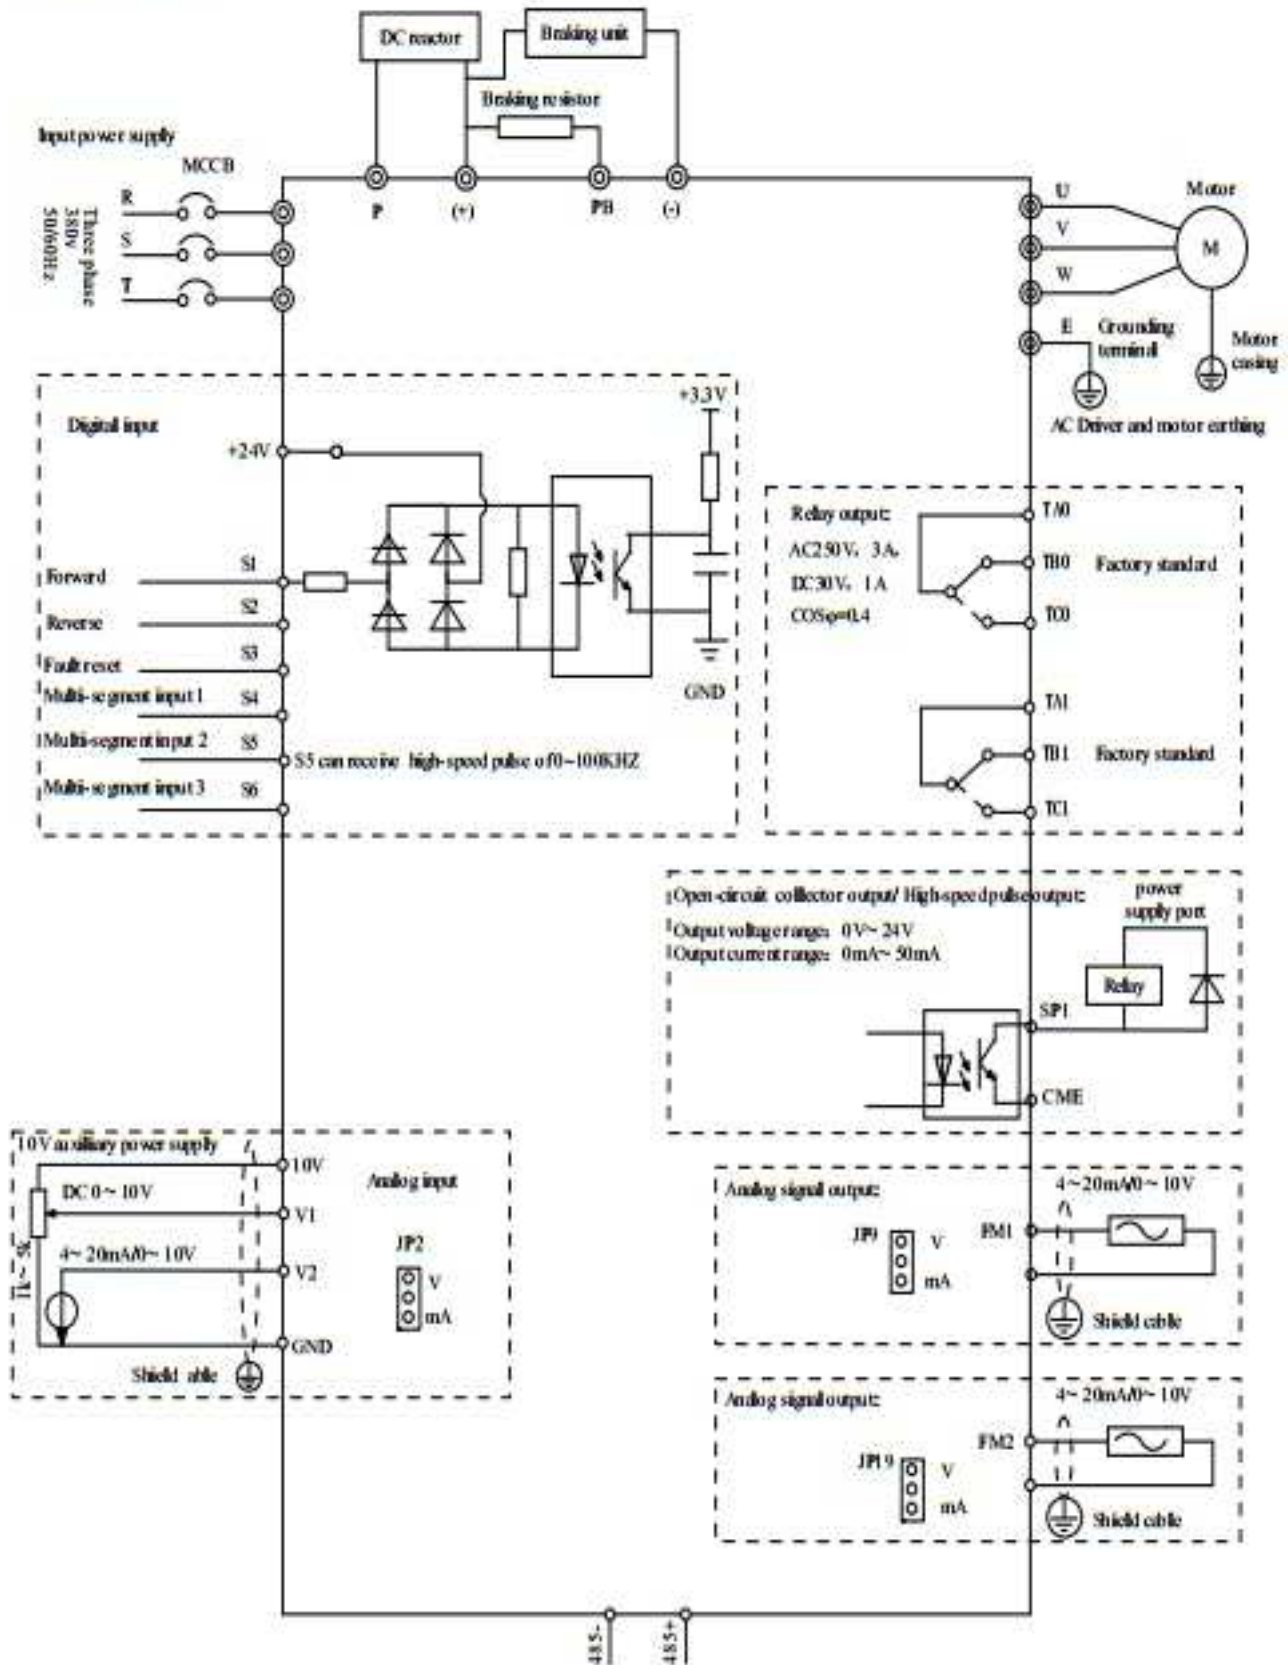 DC reactor
Braking unit
Braking resistor
Input power supply
MCCB
R
S
T
Three phase
380v
50/60Hz
P
(+)
PB
(-)
U
V
W
E
Motor
M
Grounding
terminal
Motor
casing
AC Driver and motor earthing
Digitall input
+24V
+3.3V
GND
Forward
S1
Reverse
S2
Fault reset
S3
Multi-segment input 1
S4
Multi-segment input 2
S5
S5 can receive high-speed pulse of 0~100KHZ
Multi-segment input 3
S6
Relay output:
AC250V, 3A,
DC30V, 1A
COSφ=0.4
TA0
TB0
Factory standard
TC0
TA1
TB1
Factory standard
TC1
Open-circuit colllector output/ High-speed pulse output:
Output voltage range: 0V~ 24V
Output current range: 0mA~ 50mA
power
supply port
Relay
SP1
CME
10V auxiliary power supply
10V
Analog input
DC 0~ 10V
V1
1k~ 5k
4~ 20mA/0~ 10V
V2
JP2
V
mA
GND
Shield able
Analog signal output:
4~20mA/0~ 10V
JP9
V
mA
FM1
Shield cablle
Analog signal output:
4~ 20mA/0~ 10V
JP19
V
mA
FM2
Shield cablle
485-
485+